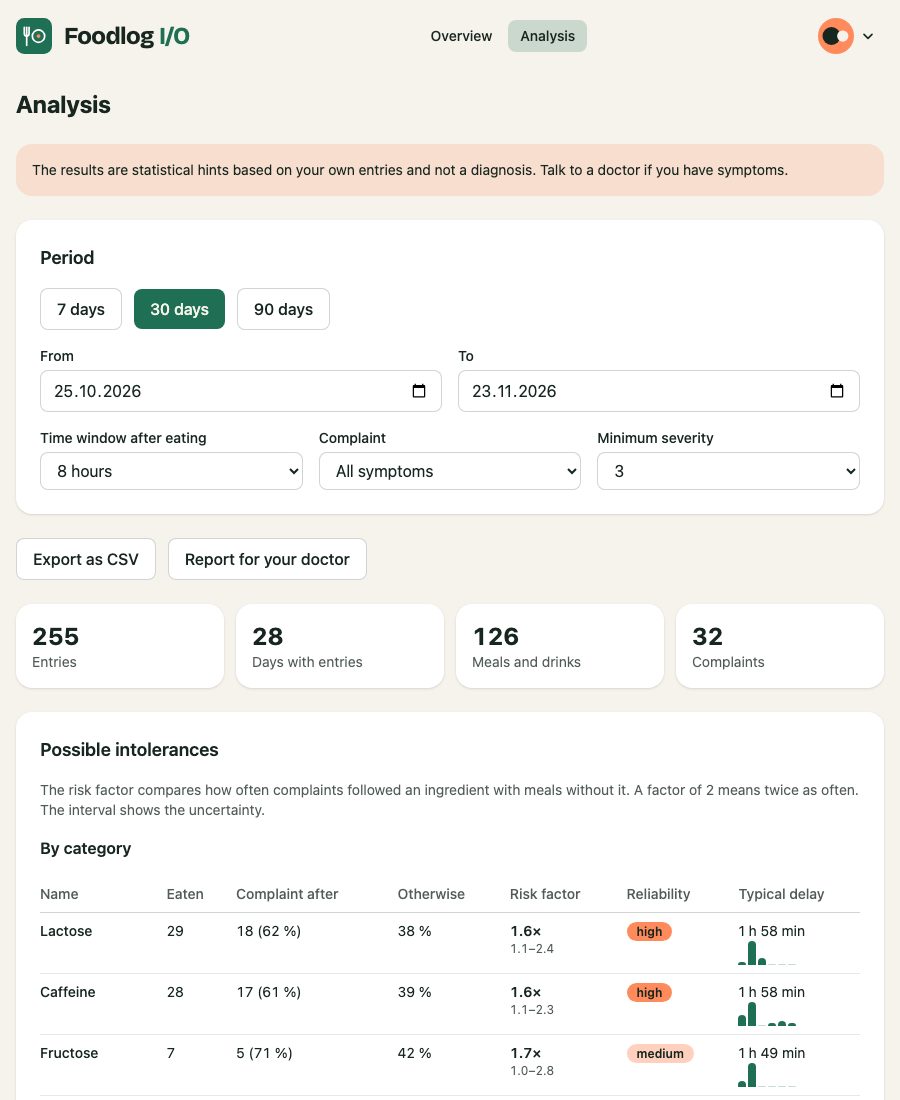 Foodlog I/O
Overview
Analysis
Analysis
The results are statistical hints based on your own entries and not a diagnosis. Talk to a doctor if you have symptoms.
Period
7 days
30 days
90 days
From
To
25.10.2026
23.11.2026
Time window after eating
Complaint
Minimum severity
8 hours
All symptoms
3
Export as CSV
Report for your doctor
255
Entries
28
Days with entries
126
Meals and drinks
32
Complaints
Possible intolerances
The risk factor compares how often complaints followed an ingredient with meals without it. A factor of 2 means twice as often.
The interval shows the uncertainty.
By category
Name Eaten Complaint after Otherwise Risk factor Reliability Typical delay
Lactose 29 18 (62 %) 38 % 1.6× high 1 h 58 min
1.1–2.4
Caffeine 28 17 (61 %) 39 % 1.6× high 1 h 58 min
1.1–2.3
Fructose 7 5 (71 %) 42 % 1.7× medium 1 h 49 min
1.0–2.8